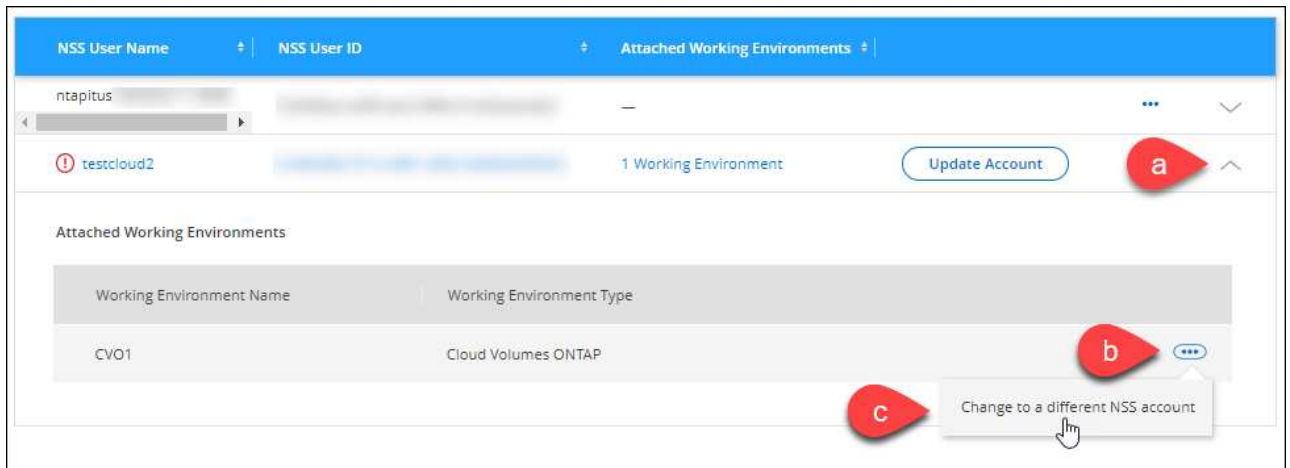 NSS User Name NSS User ID Attached Working Environments
ntapitus — •••
testcloud2 1 Working Environment Update Account a
Attached Working Environments
Working Environment Name Working Environment Type
CVO1 Cloud Volumes ONTAP b •••
c Change to a different NSS account